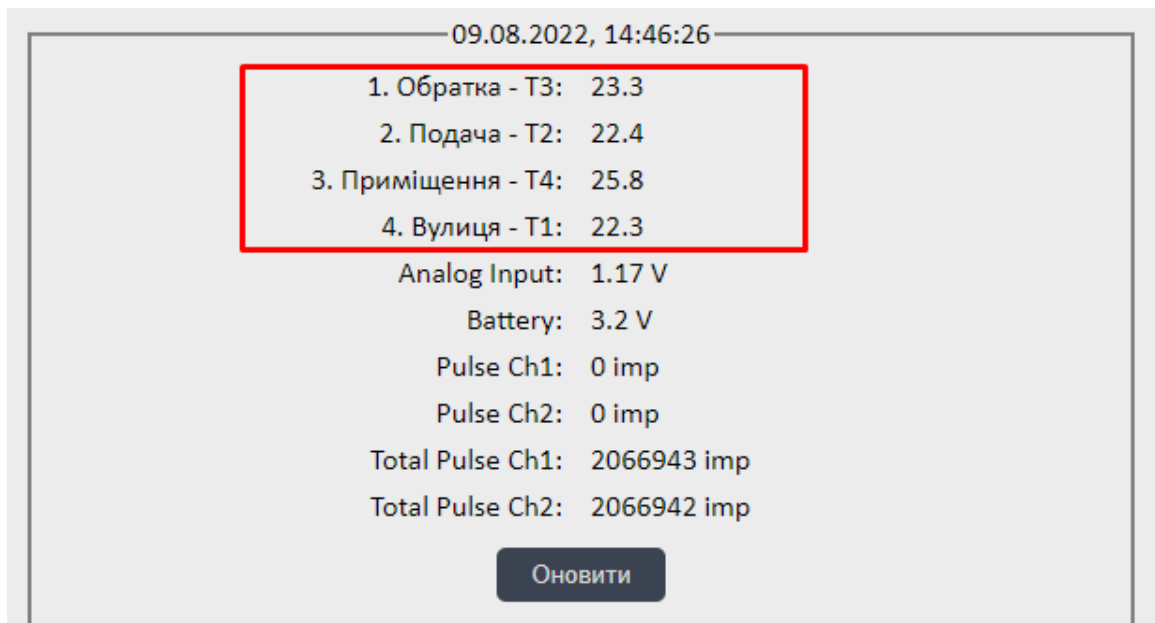 09.08.2022, 14:46:26
1. Обратка - Т3: 23.3
2. Подача - Т2: 22.4
3. Приміщення - Т4: 25.8
4. Вулиця - Т1: 22.3
Analog Input: 1.17 V
Battery: 3.2 V
Pulse Ch1: 0 imp
Pulse Ch2: 0 imp
Total Pulse Ch1: 2066943 imp
Total Pulse Ch2: 2066942 imp
Оновити